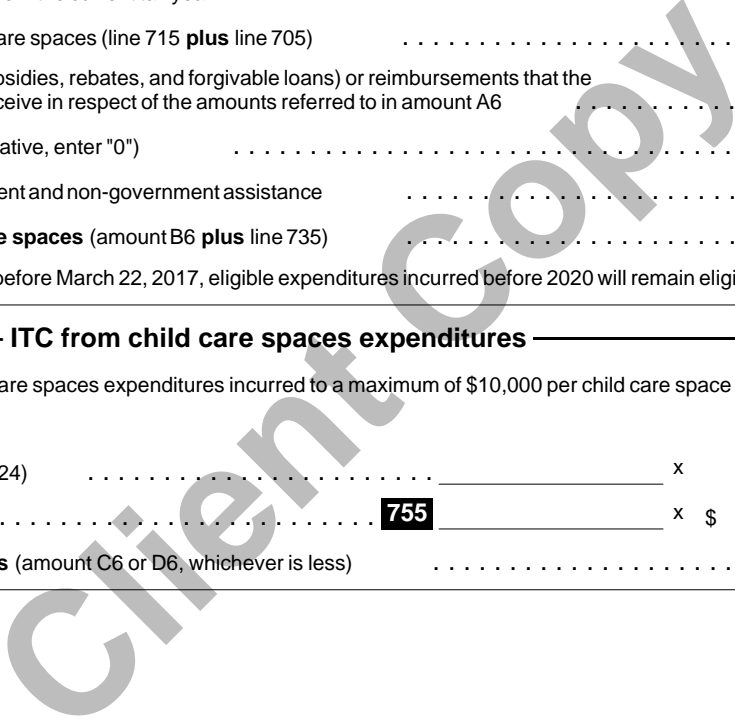 are spaces (line 715 plus line 705) . . . . . . . . . . . . . . . . . . . . . .
osidies, rebates, and forgivable loans) or reimbursements that the
ceive in respect of the amounts referred to in amount A6 . . . . . . . . . .
ative, enter "0") . . . . . . . . . . . . . . . . . . . . . . . . . . . . . . . . . .
ent and non-government assistance . . . . . . . . . . . . . . . . . . . . . .
e spaces (amount B6 plus line 735) . . . . . . . . . . . . . . . . . . . . . .
before March 22, 2017, eligible expenditures incurred before 2020 will remain eligi
- ITC from child care spaces expenditures
are spaces expenditures incurred to a maximum of $10,000 per child care space
24) . . . . . . . . . . . . . . . . . . . . . . . x
. . . . . . . . . . . . . . . . . . . . . . . . . 755 x $
s (amount C6 or D6, whichever is less) . . . . . . . . . . . . . . . . . . . .
Client Copy